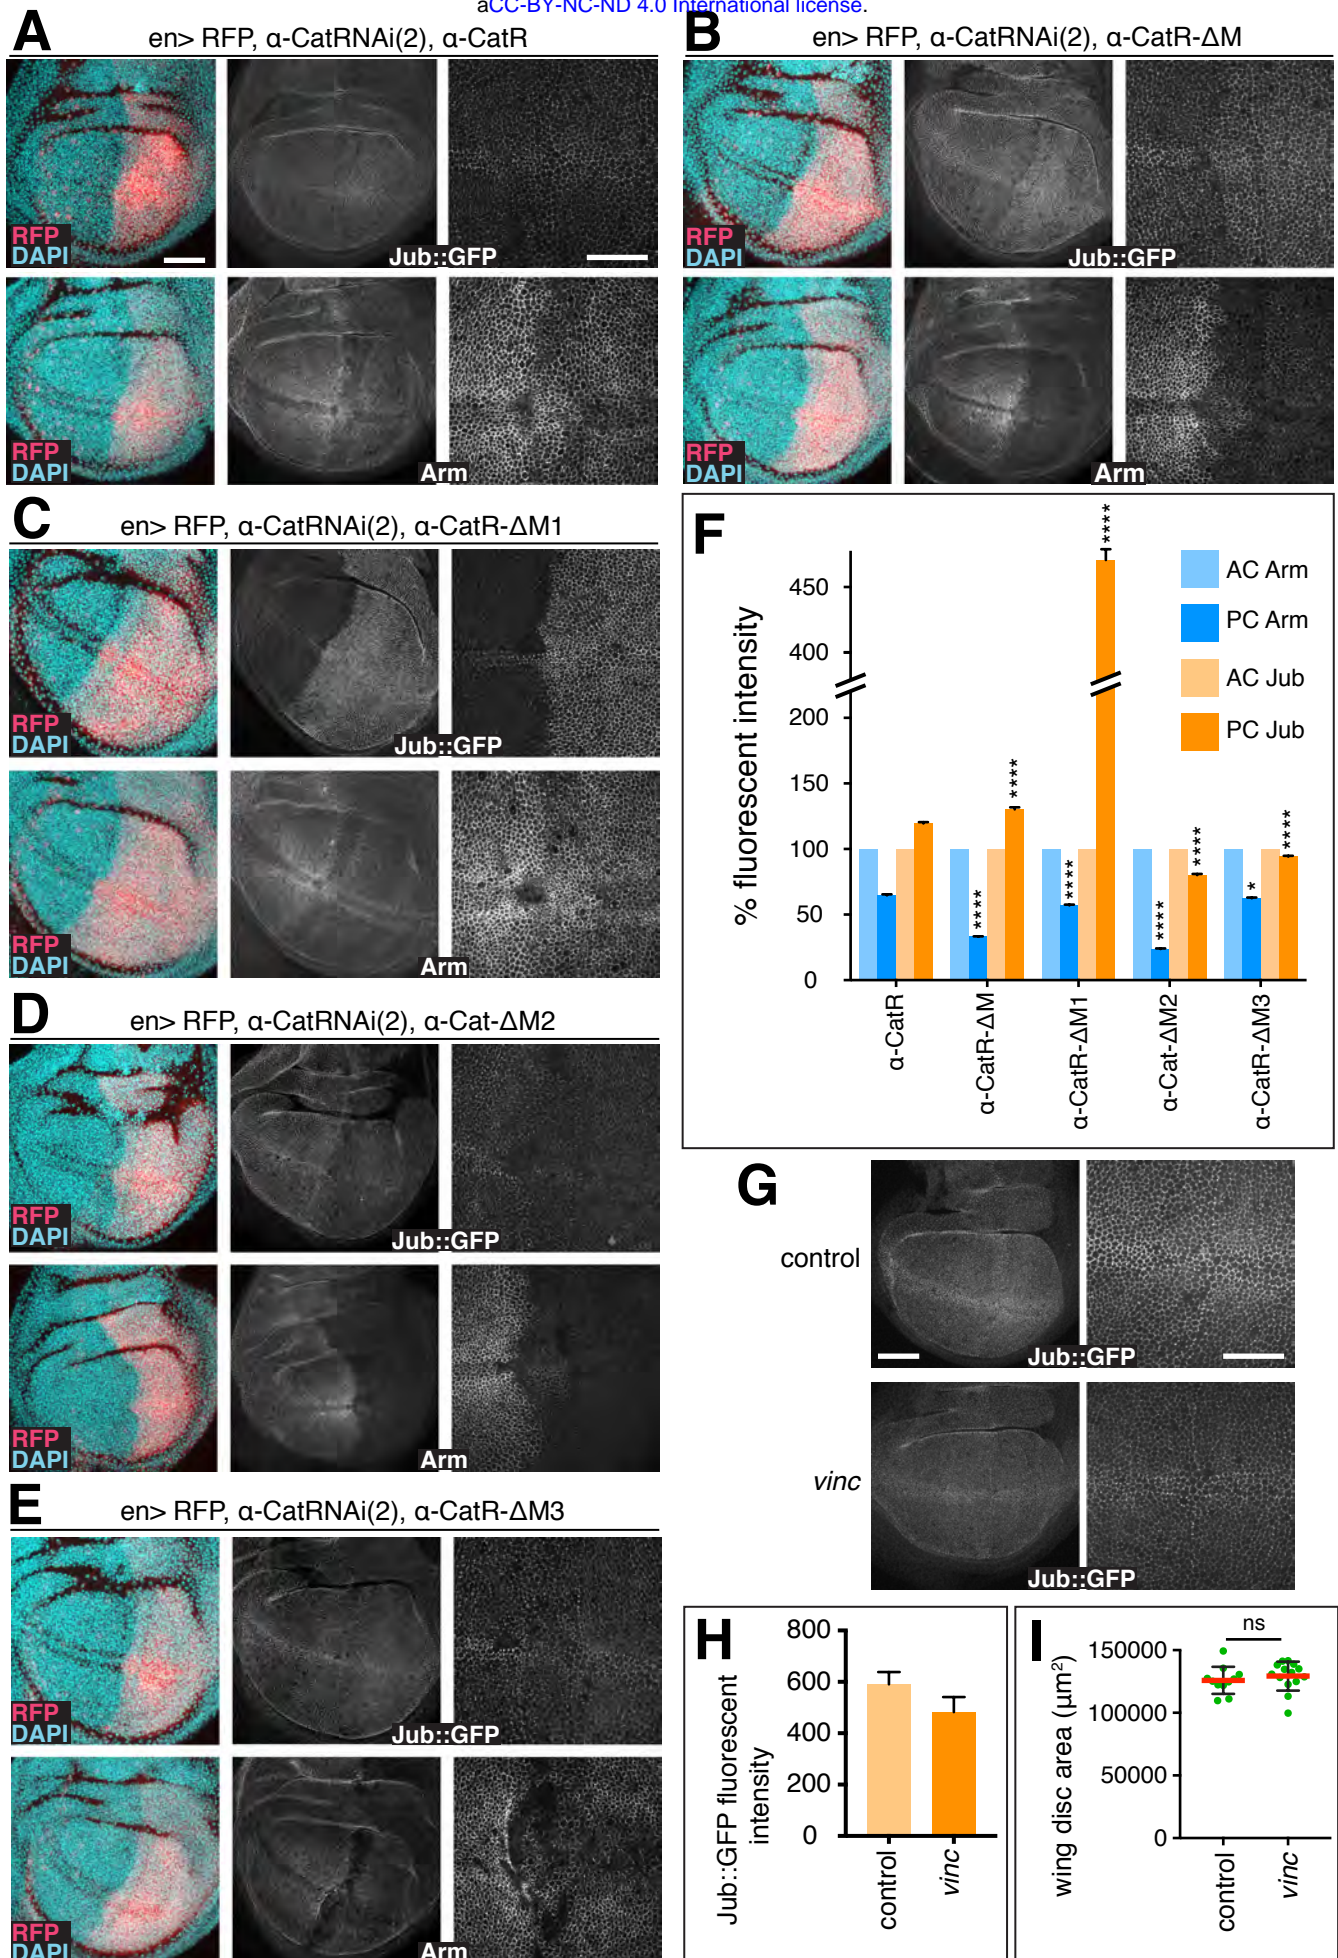 aCC-BY-NC-ND 4.0 International license.
A
en> RFP, α-CatRNAi(2), α-CatR
RFP
DAPI
Jub::GFP
RFP
DAPI
Arm
B
en> RFP, α-CatRNAi(2), α-CatR-ΔM
RFP
DAPI
Jub::GFP
RFP
DAPI
Arm
C
en> RFP, α-CatRNAi(2), α-CatR-ΔM1
RFP
DAPI
Jub::GFP
RFP
DAPI
Arm
D
en> RFP, α-CatRNAi(2), α-Cat-ΔM2
RFP
DAPI
Jub::GFP
RFP
DAPI
Arm
E
en> RFP, α-CatRNAi(2), α-CatR-ΔM3
RFP
DAPI
Jub::GFP
RFP
DAPI
Arm
F
% fluorescent intensity
450
400
200
150
100
50
0
****
****
****
****
****
****
*
****
AC Arm
PC Arm
AC Jub
PC Jub
α-CatR
α-CatR-ΔM
α-CatR-ΔM1
α-Cat-ΔM2
α-CatR-ΔM3
G
control
Jub::GFP
vinc
Jub::GFP
H
Jub::GFP fluorescent
intensity
800
600
400
200
0
control
vinc
I
wing disc area (µm²)
ns
150000
100000
50000
0
control
vinc